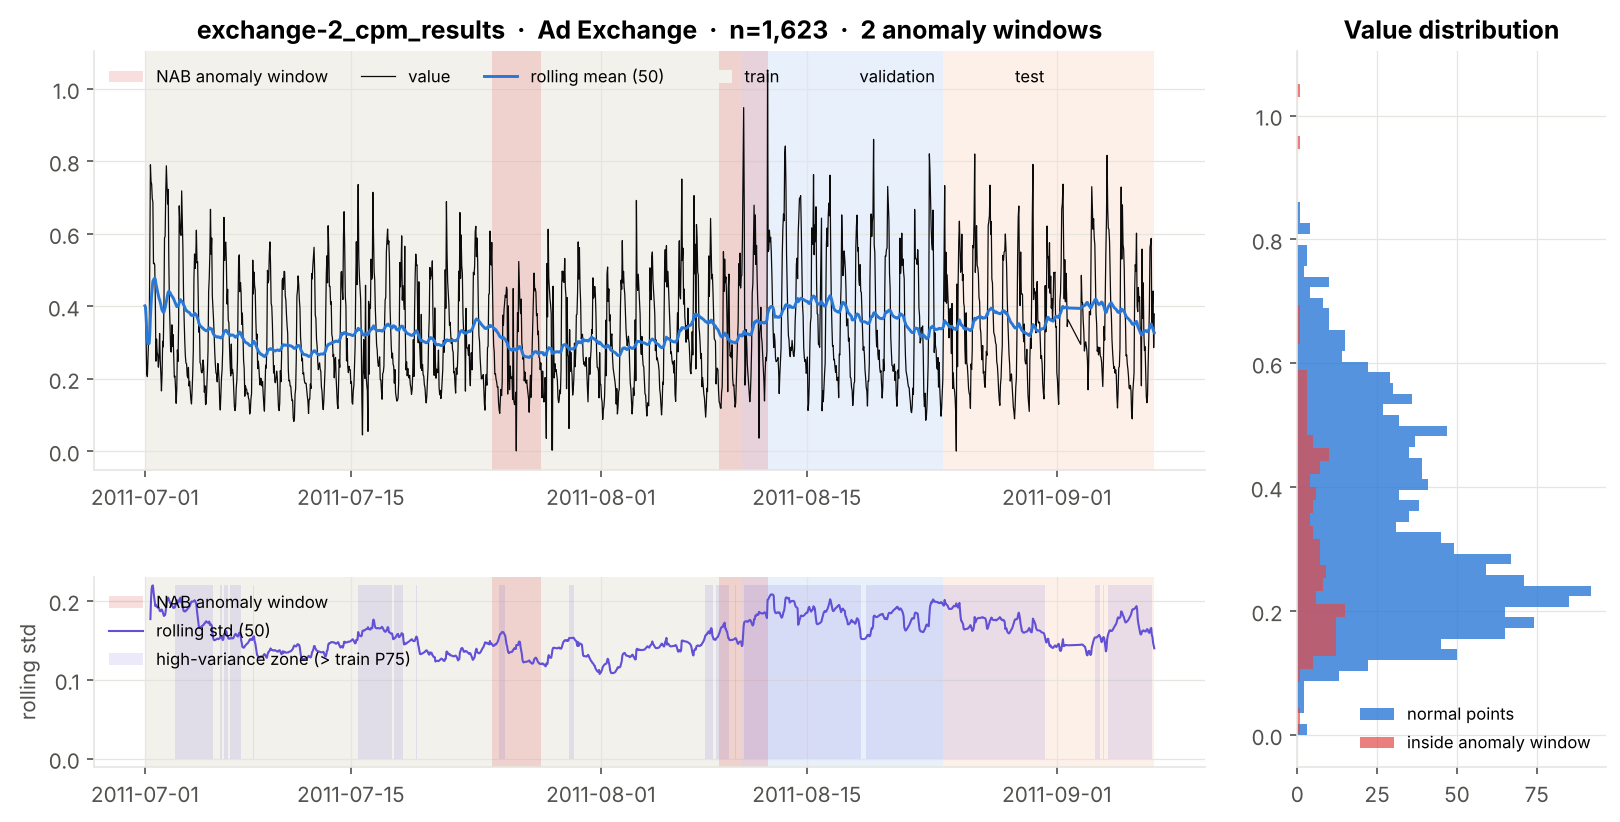 exchange-2_cpm_results · Ad Exchange · n=1,623 · 2 anomaly windows
NAB anomaly window
value
rolling mean (50)
train
validation
test
1.0
0.8
0.6
0.4
0.2
0.0
2011-07-01
2011-07-15
2011-08-01
2011-08-15
2011-09-01
rolling std
NAB anomaly window
rolling std (50)
high-variance zone (> train P75)
0.2
0.1
0.0
2011-07-01
2011-07-15
2011-08-01
2011-08-15
2011-09-01
Value distribution
1.0
0.8
0.6
0.4
0.2
0.0
normal points
inside anomaly window
0
25
50
75